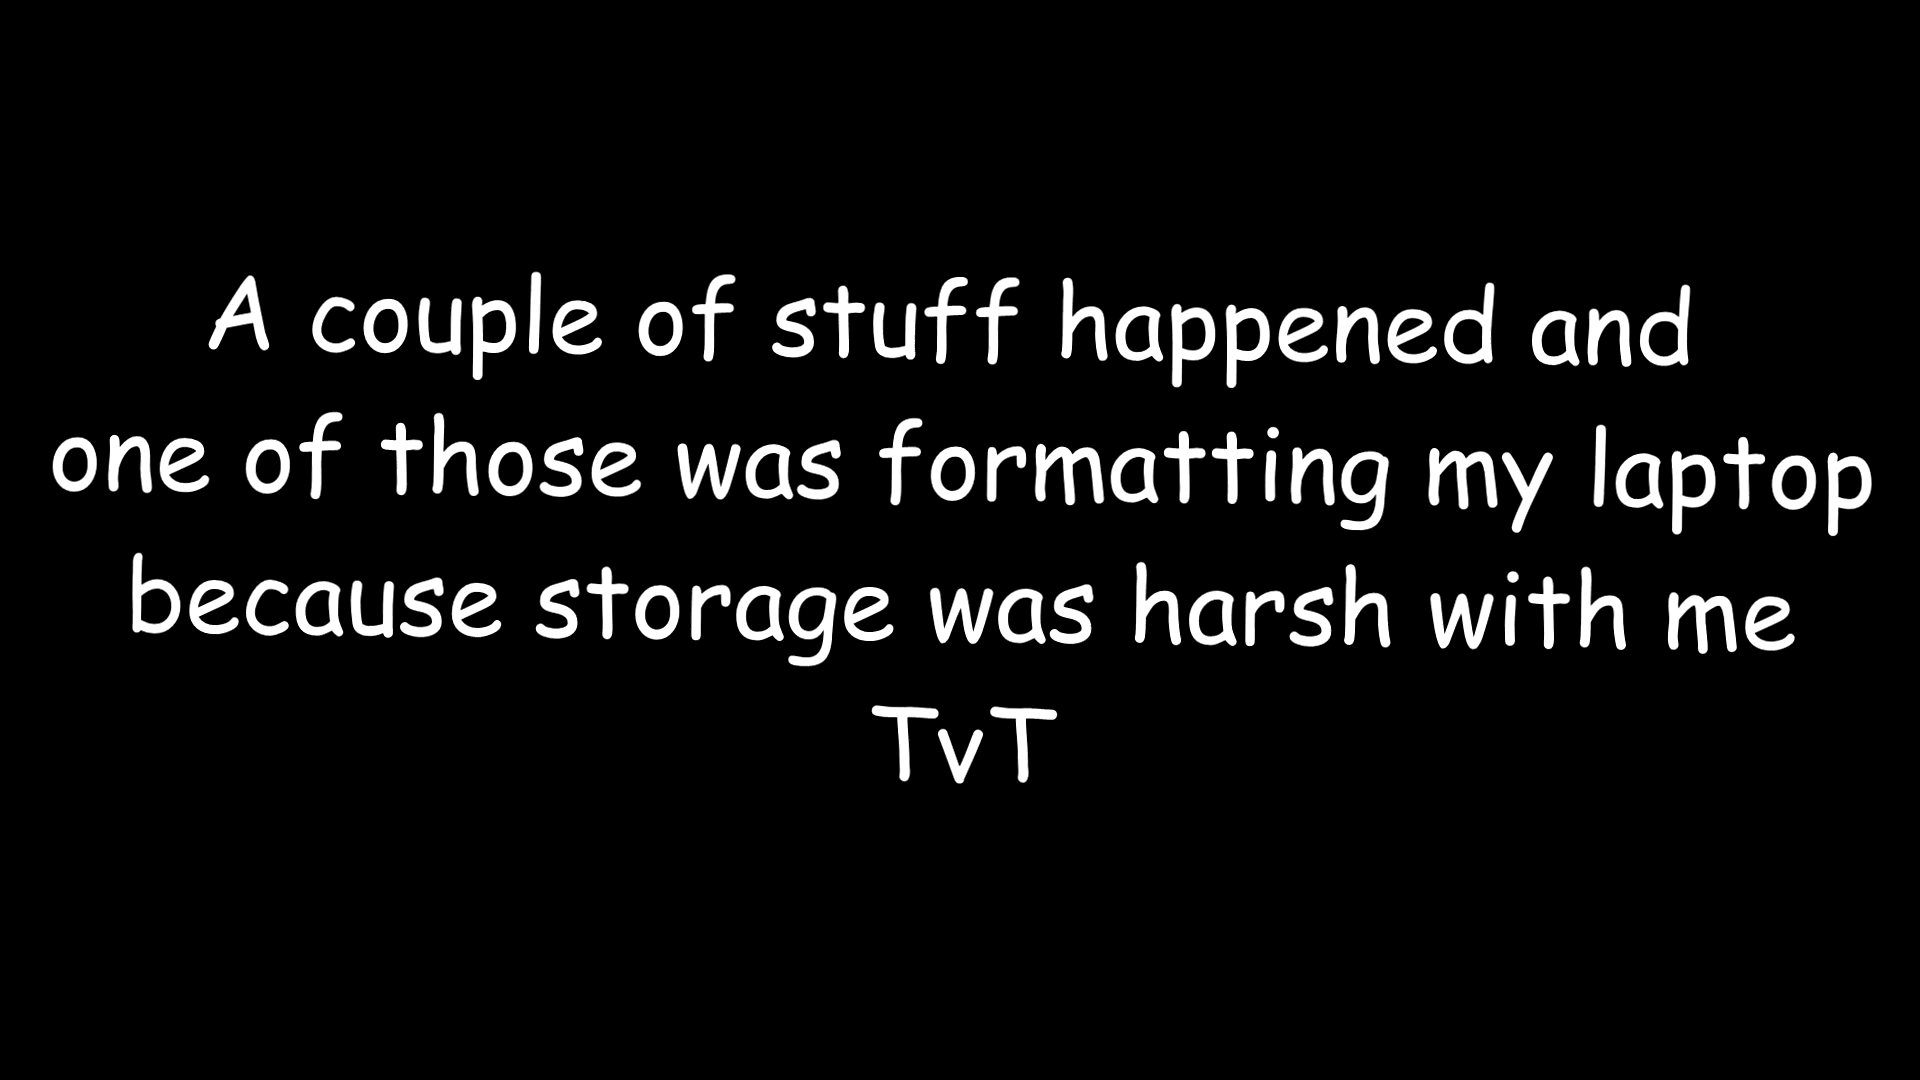 A couple of stuff happened and
one of those was formatting my laptop
because storage was harsh with me
TvT